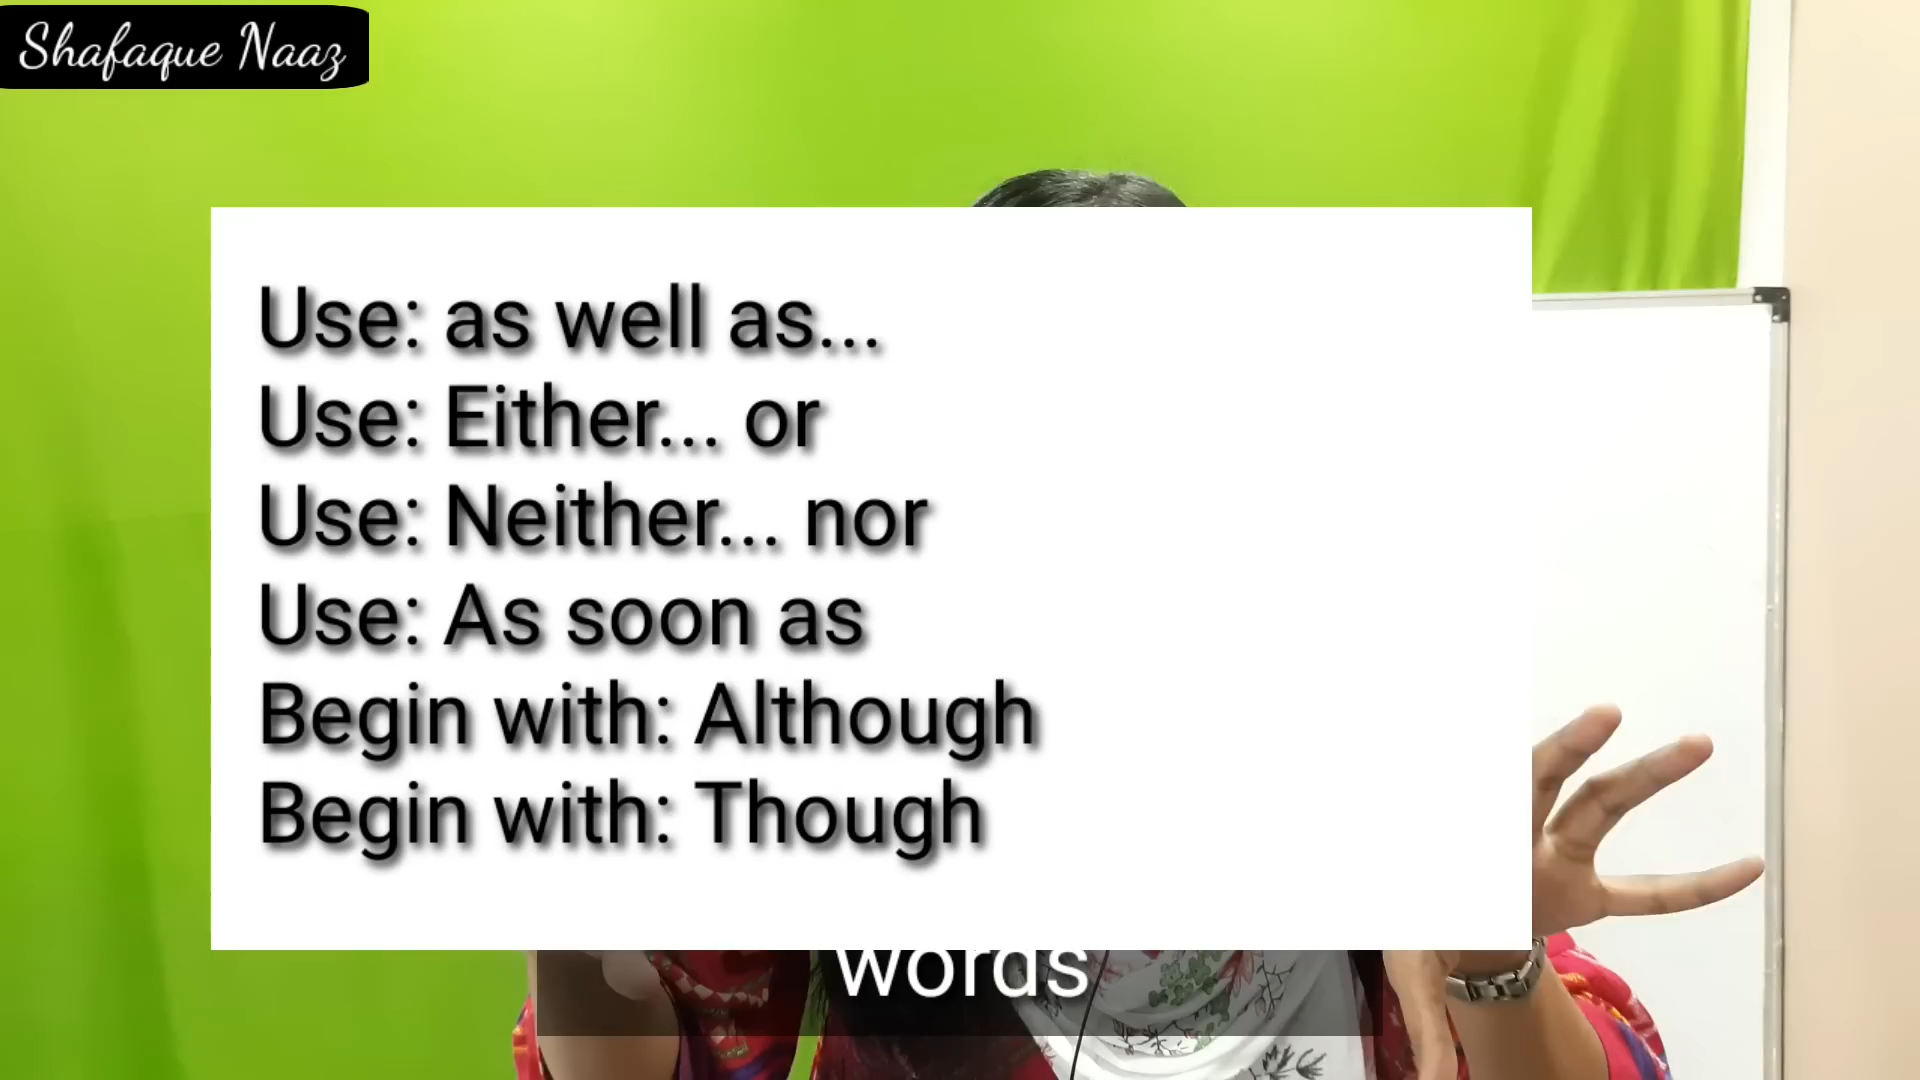 Shafaque Naaz
Use: as well as...
Use: Either... or
Use: Neither... nor
Use: As soon as
Begin with: Although
Begin with: Though
words